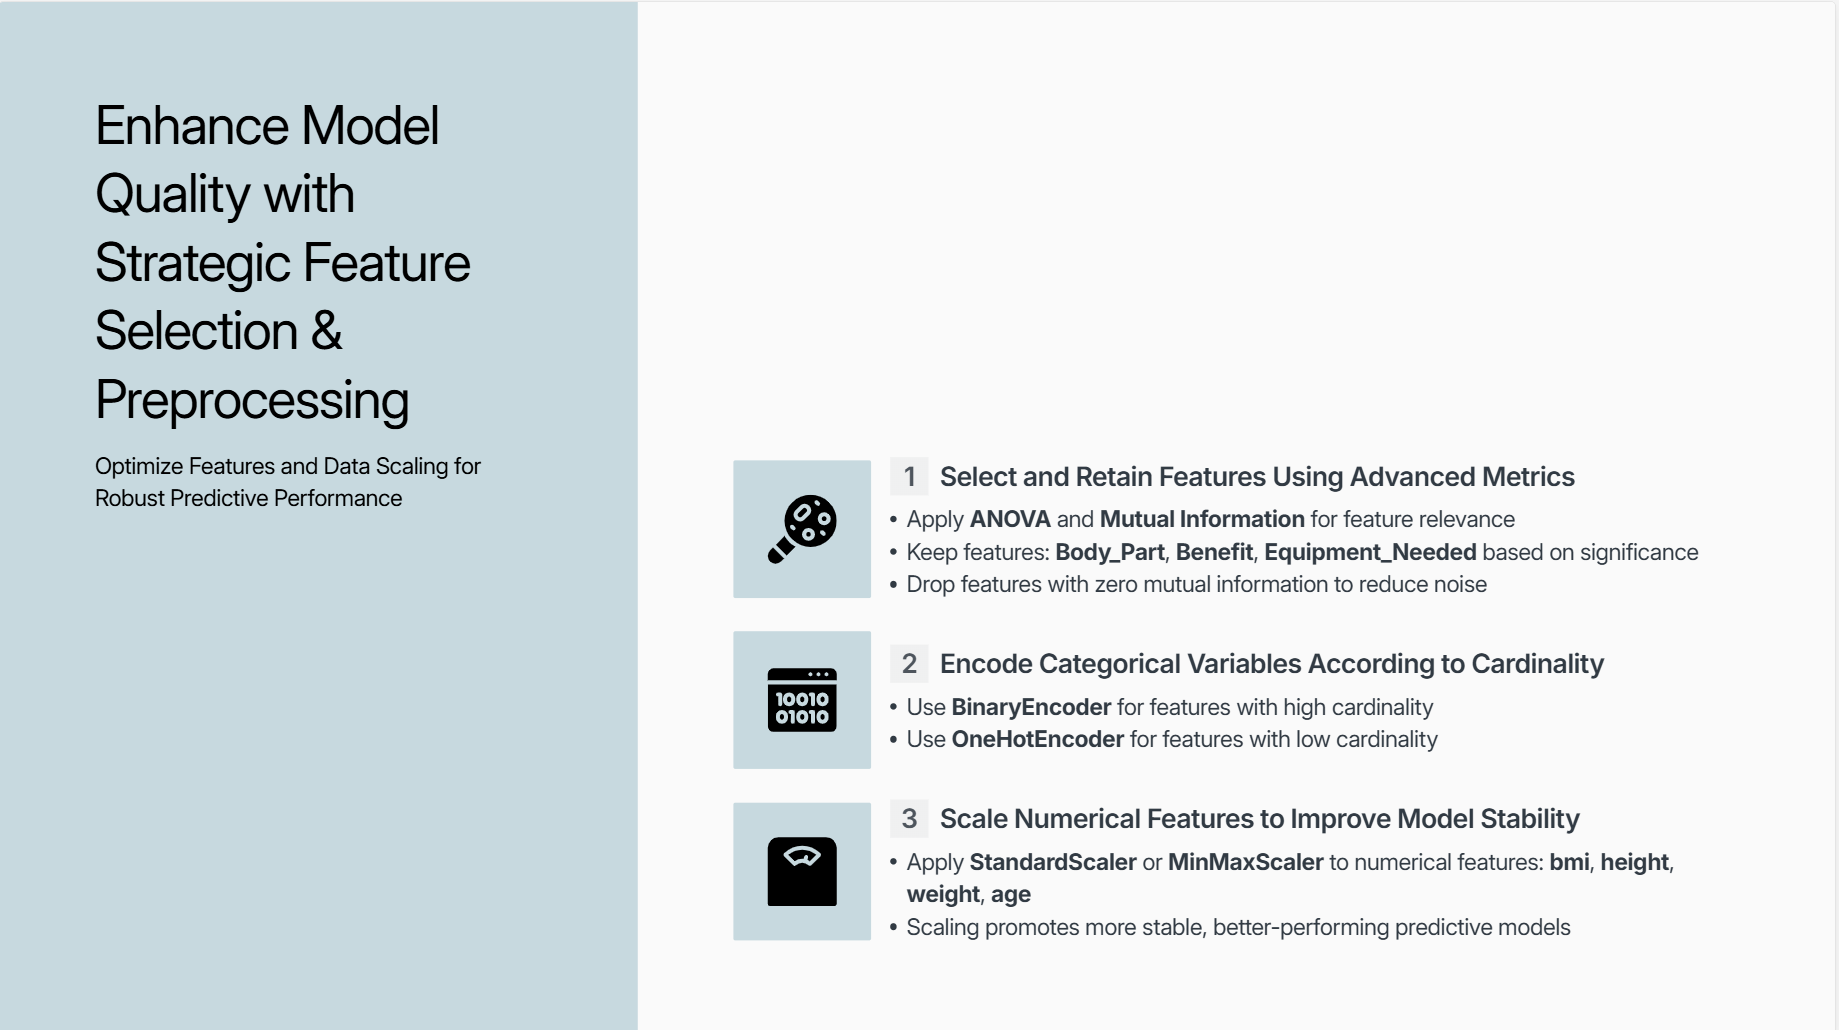 Enhance Model
Quality with
Strategic Feature
Selection &
Preprocessing
Optimize Features and Data Scaling for
Robust Predictive Performance
1 Select and Retain Features Using Advanced Metrics
• Apply ANOVA and Mutual Information for feature relevance
• Keep features: Body_Part, Benefit, Equipment_Needed based on significance
• Drop features with zero mutual information to reduce noise
10010
01010
2 Encode Categorical Variables According to Cardinality
• Use BinaryEncoder for features with high cardinality
• Use OneHotEncoder for features with low cardinality
3 Scale Numerical Features to Improve Model Stability
• Apply StandardScaler or MinMaxScaler to numerical features: bmi, height,
weight, age
• Scaling promotes more stable, better-performing predictive models